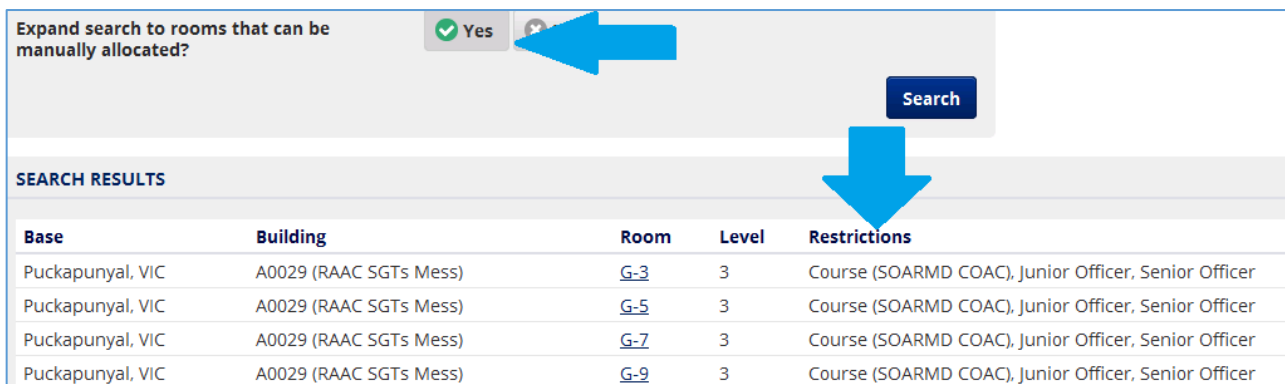 Expand search to rooms that can be Yes
manually allocated?
Search
SEARCH RESULTS
Base Building Room Level Restrictions
Puckapunyal, VIC A0029 (RAAC SGTs Mess) G-3 3 Course (SOARMD COAC), Junior Officer, Senior Officer
Puckapunyal, VIC A0029 (RAAC SGTs Mess) G-5 3 Course (SOARMD COAC), Junior Officer, Senior Officer
Puckapunyal, VIC A0029 (RAAC SGTs Mess) G-7 3 Course (SOARMD COAC), Junior Officer, Senior Officer
Puckapunyal, VIC A0029 (RAAC SGTs Mess) G-9 3 Course (SOARMD COAC), Junior Officer, Senior Officer